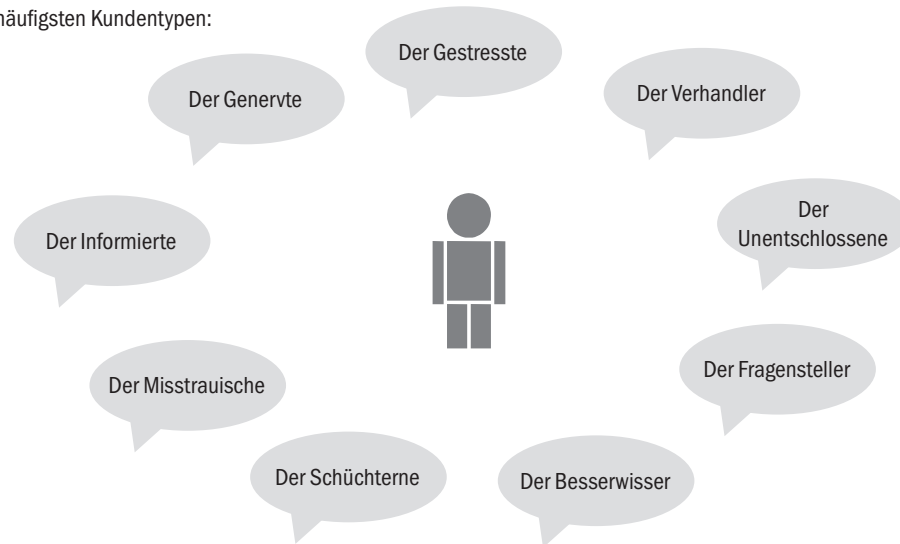 häufigsten Kundentypen:
Der Gestresste
Der Genervte
Der Verhandler
Der Informierte
Der
Unentschlossene
Der Misstrauische
Der Fragensteller
Der Schüchterne
Der Besserwisser